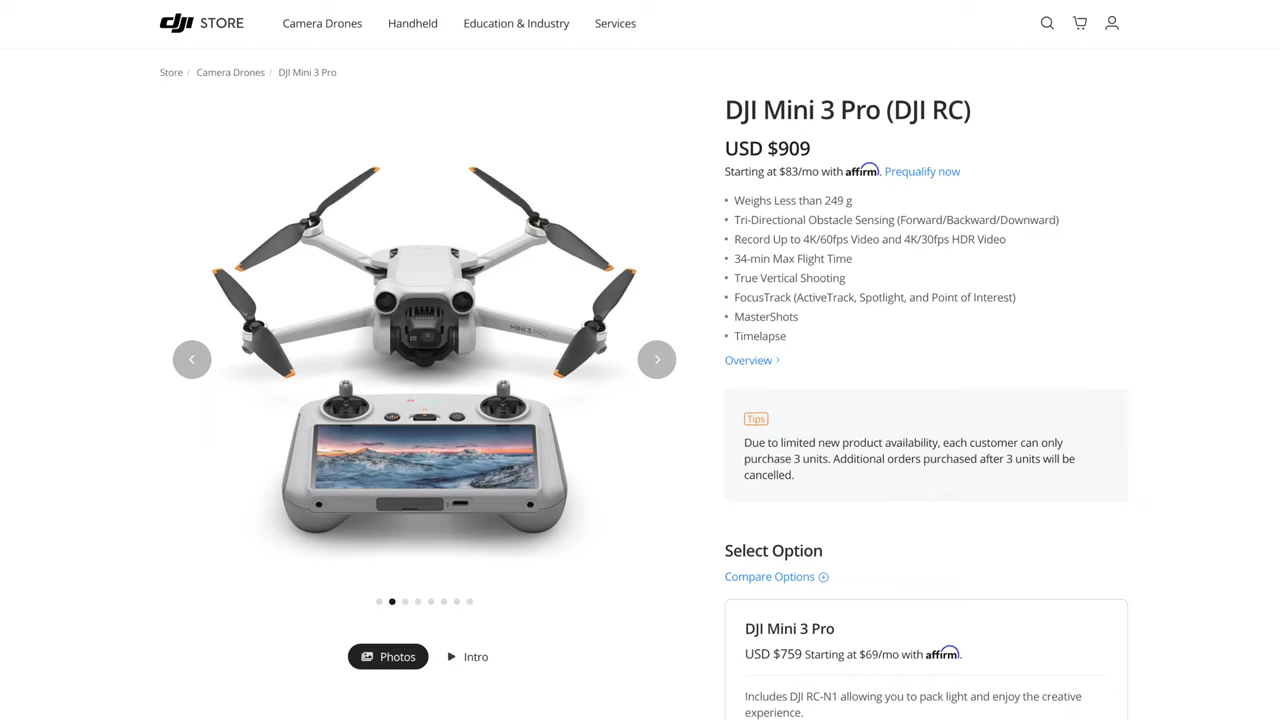 dji STORE
Camera Drones
Handheld
Education & Industry
Services
Store / Camera Drones / DJI Mini 3 Pro
DJI Mini 3 Pro (DJI RC)
USD $909
Starting at $83/mo with affirm. Prequalify now
• Weighs Less than 249 g
• Tri-Directional Obstacle Sensing (Forward/Backward/Downward)
• Record Up to 4K/60fps Video and 4K/30fps HDR Video
• 34-min Max Flight Time
• True Vertical Shooting
• FocusTrack (ActiveTrack, Spotlight, and Point of Interest)
• MasterShots
• Timelapse
Overview >
MINI 3 PRO
Tips
Due to limited new product availability, each customer can only
purchase 3 units. Additional orders purchased after 3 units will be
cancelled.
Select Option
Compare Options
DJI Mini 3 Pro
USD $759 Starting at $69/mo with affirm.
Includes DJI RC-N1 allowing you to pack light and enjoy the creative
experience.
Photos
Intro